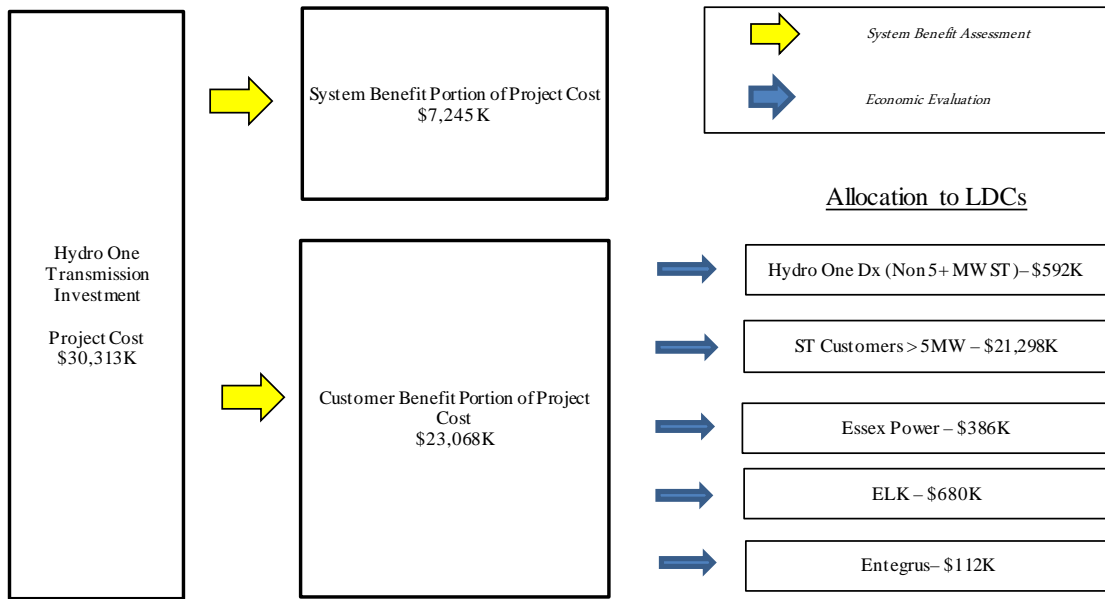 Hydro One
Transmission
Investment
Project Cost
$30,313K
System Benefit Portion of Project Cost
$7,245K
Customer Benefit Portion of Project
Cost
$23,068K
System Benefit Assessment
Economic Evaluation
Allocation to LDCs
Hydro One Dx (Non 5+ MW ST)– $592K
ST Customers > 5MW – $21,298K
Essex Power – $386K
ELK – $680K
Entegrus– $112K